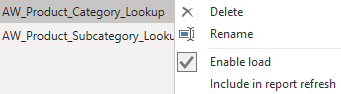 AW_Product_Category_Lookup
AW_Product_Subcategory_Looku
Delete
Rename
Enable load
Include in report refresh